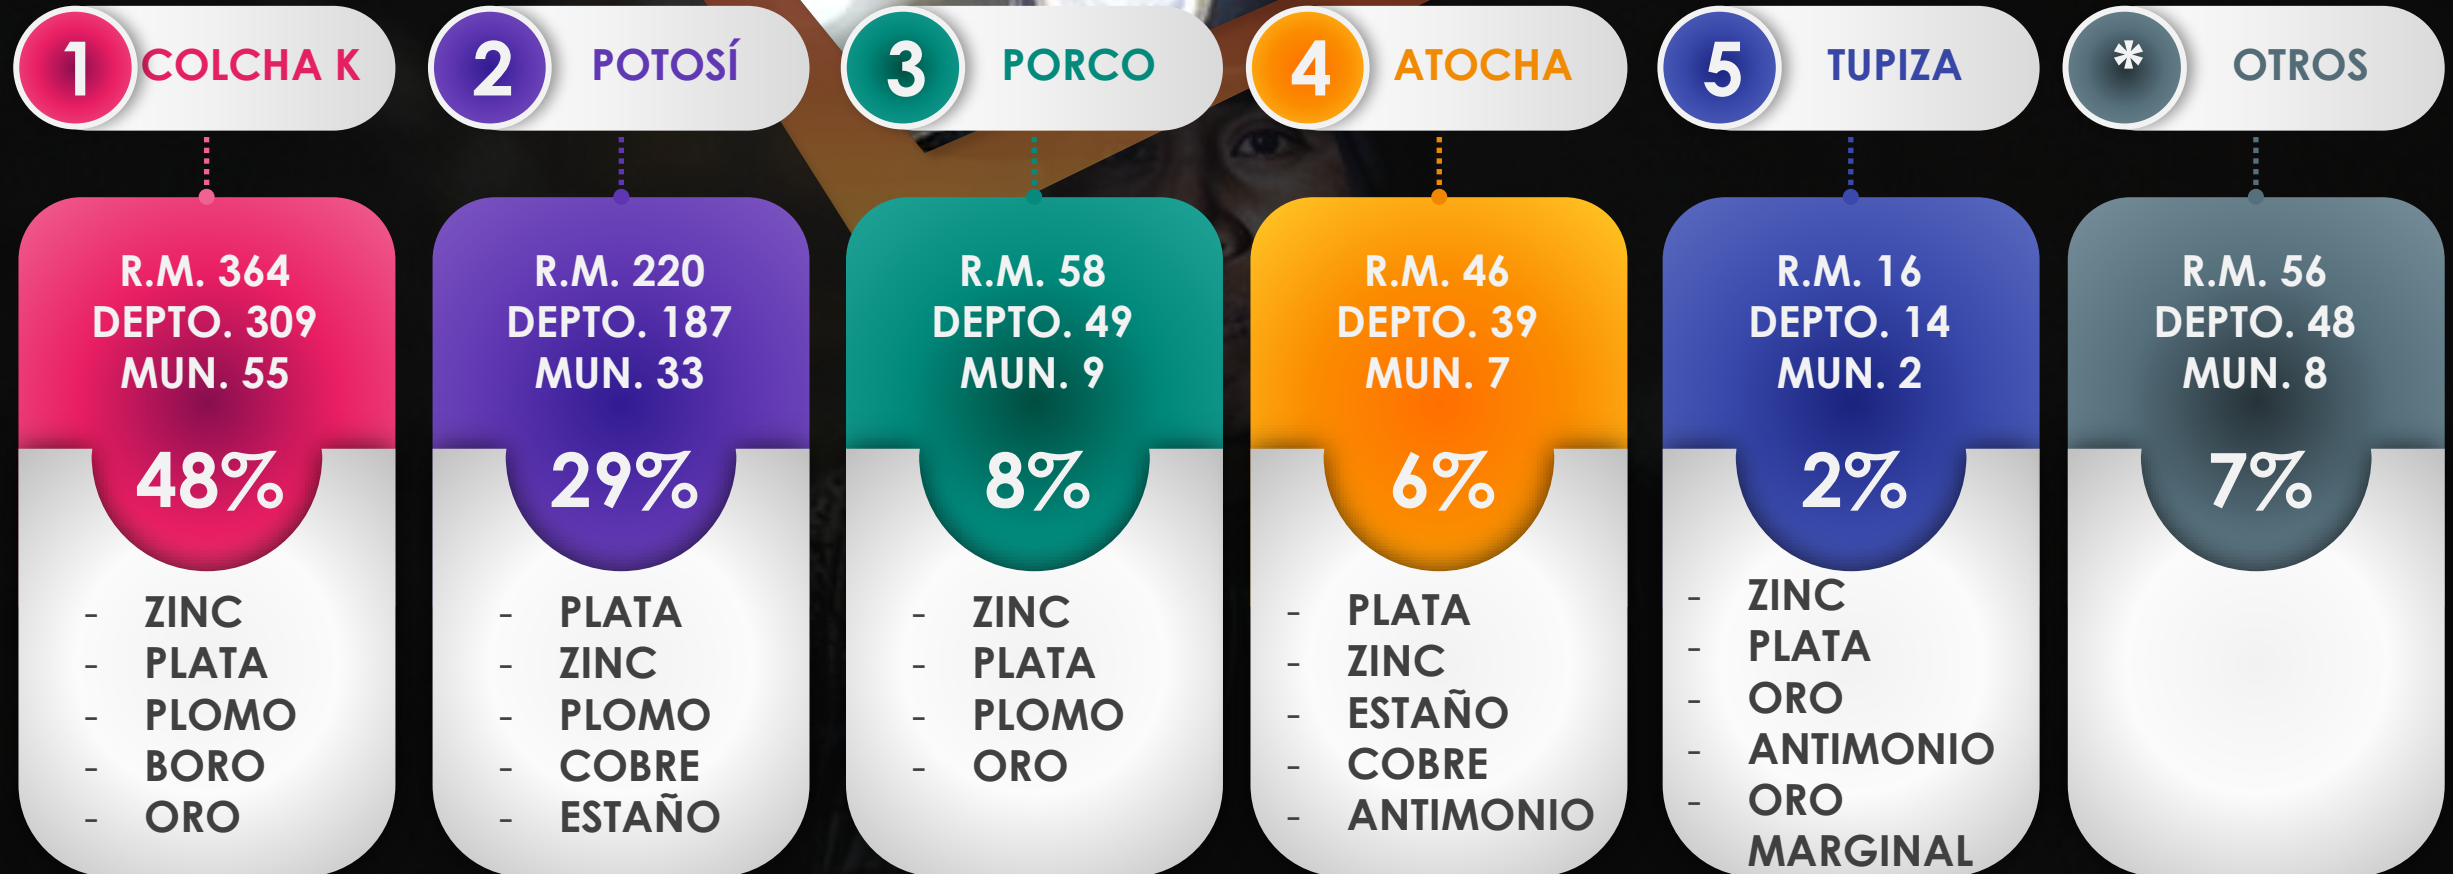 1 COLCHA K
R.M. 364
DEPTO. 309
MUN. 55
48%
- ZINC
- PLATA
- PLOMO
- BORO
- ORO
2 POTOSÍ
R.M. 220
DEPTO. 187
MUN. 33
29%
- PLATA
- ZINC
- PLOMO
- COBRE
- ESTAÑO
3 PORCO
R.M. 58
DEPTO. 49
MUN. 9
8%
- ZINC
- PLATA
- PLOMO
- ORO
4 ATOCHA
R.M. 46
DEPTO. 39
MUN. 7
6%
- PLATA
- ZINC
- ESTAÑO
- COBRE
- ANTIMONIO
5 TUPIZA
R.M. 16
DEPTO. 14
MUN. 2
2%
- ZINC
- PLATA
- ORO
- ANTIMONIO
- ORO
MARGINAL
* OTROS
R.M. 56
DEPTO. 48
MUN. 8
7%